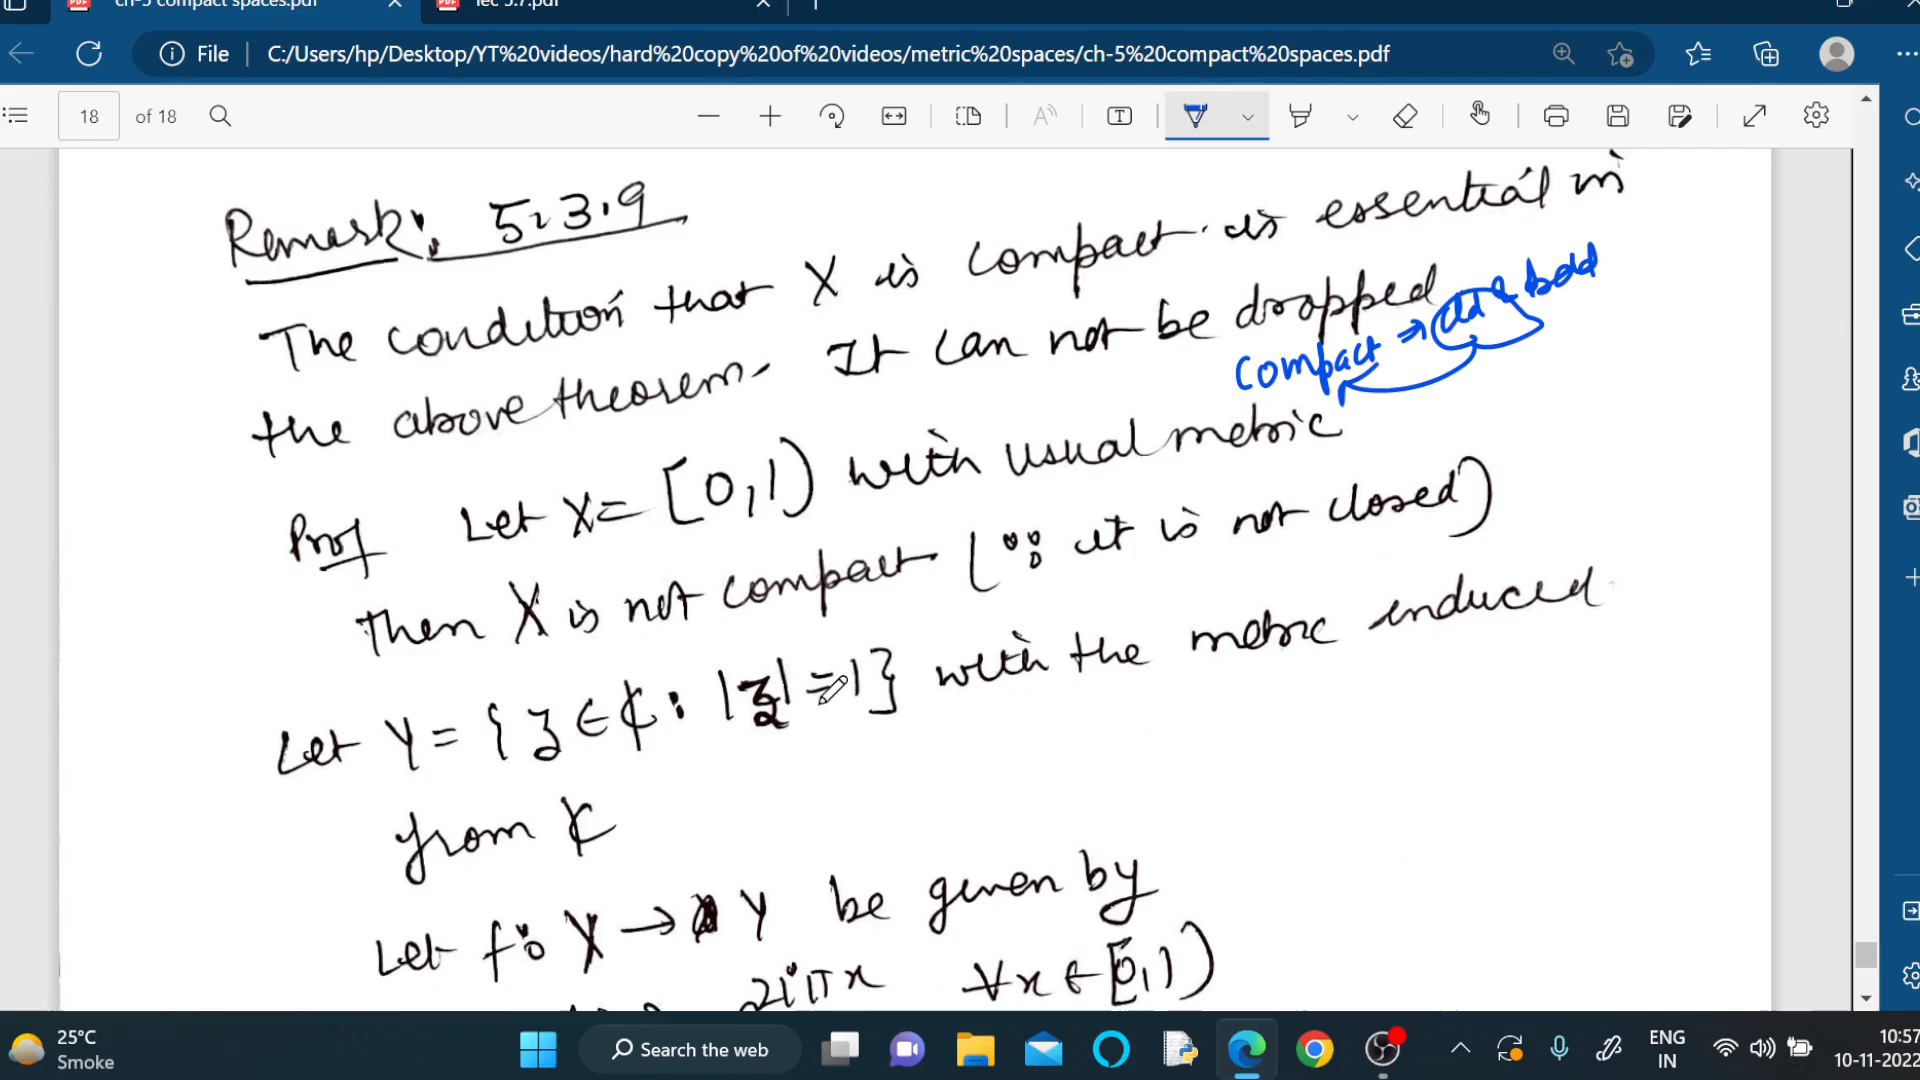 ch-5 compact spaces.pdf
lec 5.7.pdf
File C:/Users/hp/Desktop/YT%20videos/hard%20copy%20of%20videos/metric%20spaces/ch-5%20compact%20spaces.pdf
18 of 18
Remark: 5.3.9
The condition that X is compact is essential in
the above theorem. It can not be dropped
Compact ⇒ cld & bdd
Prof Let X = [0,1) with usual metric
then X is not compact (∵ it is not closed)
Let Y = { z ∈ ₵ : |z| = 1 } with the metric induced
from ₵
Let f: X → Y be given by
2iπx ∀x ∈ [0,1)
25°C
Smoke
Search the web
ENG
IN
10:57
10-11-2022